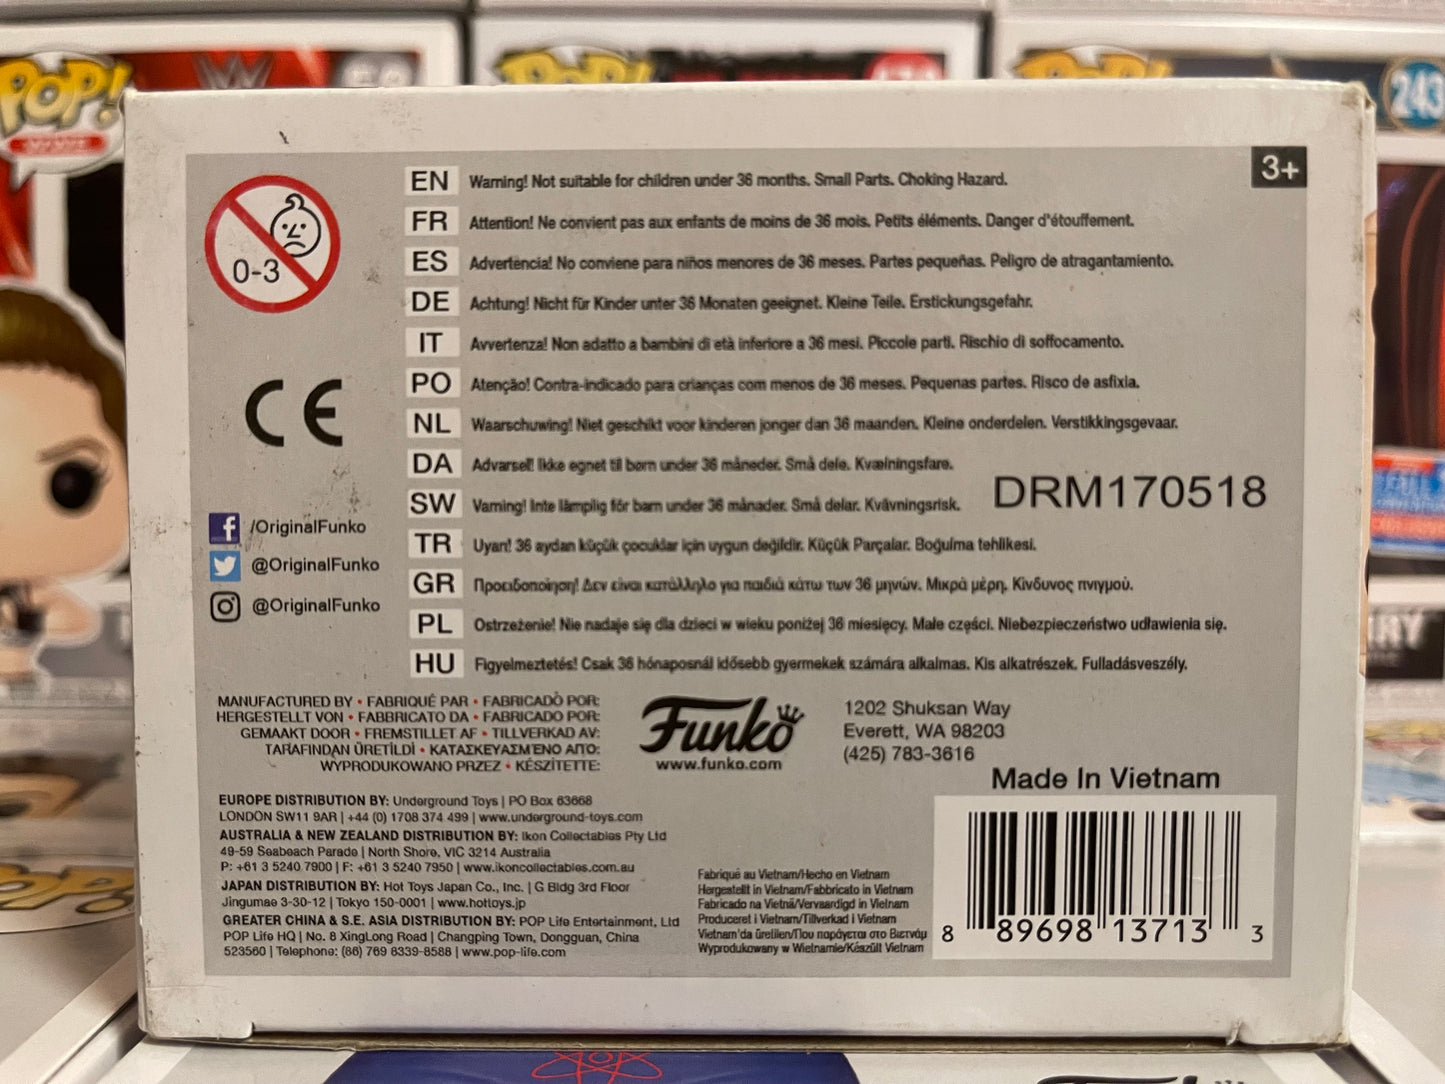 POP!
243
3+
0-3
EN Warning! Not suitable for children under 36 months. Small Parts. Choking Hazard.
FR Attention! Ne convient pas aux enfants de moins de 36 mois. Petits éléments. Danger d'étouffement.
ES Advertencia! No conviene para niños menores de 36 meses. Partes pequeñas. Peligro de atragantamiento.
DE Achtung! Nicht für Kinder unter 36 Monaten geeignet. Kleine Teile. Erstickungsgefahr.
IT Avvertenza! Non adatto a bambini di età inferiore a 36 mesi. Piccole parti. Rischio di soffocamento.
PO Atenção! Contra-indicado para crianças com menos de 36 meses. Pequenas partes. Risco de asfixia.
NL Waarschuwing! Niet geschikt voor kinderen jonger dan 36 maanden. Kleine onderdelen. Verstikkingsgevaar.
DA Advarsel! Ikke egnet til børn under 36 måneder. Små dele. Kvælningsfare.
SW Varning! Inte lämplig för barn under 36 månader. Små delar. Kvävningsrisk.
TR Uyarı! 36 aydan küçük çocuklar için uygun değildir. Küçük Parçalar. Boğulma tehlikesi.
GR Προειδοποίηση! Δεν είναι κατάλληλο για παιδιά κάτω των 36 μηνών. Μικρά μέρη. Κίνδυνος πνιγμού.
PL Ostrzeżenie! Nie nadaje się dla dzieci w wieku poniżej 36 miesięcy. Małe części. Niebezpieczeństwo udławienia się.
HU Figyelmeztetés! Csak 36 hónaposnál idősebb gyermekek számára alkalmas. Kis alkatrészek. Fulladásveszély.
DRM170518
CE
/OriginalFunko
@OriginalFunko
@OriginalFunko
MANUFACTURED BY • FABRIQUÉ PAR • FABRICADO POR:
HERGESTELLT VON • FABBRICATO DA • FABRICADO POR:
GEMAAKT DOOR • FREMSTILLET AF • TILLVERKAD AV:
TARAFINDAN ÜRETİLDİ • ΚΑΤΑΣΚΕΥΑΣΜΕΝΟ ΑΠΟ:
WYPRODUKOWANO PRZEZ • KÉSZÍTETTE:
Funko
www.funko.com
1202 Shuksan Way
Everett, WA 98203
(425) 783-3616
Made In Vietnam
EUROPE DISTRIBUTION BY: Underground Toys | PO Box 63668
LONDON SW11 9AR | +44 (0) 1708 374 499 | www.underground-toys.com
AUSTRALIA & NEW ZEALAND DISTRIBUTION BY: Ikon Collectables Pty Ltd
49-59 Seabeach Parade | North Shore, VIC 3214 Australia
P: +61 3 5240 7900 | F: +61 3 5240 7950 | www.ikoncollectables.com.au
JAPAN DISTRIBUTION BY: Hot Toys Japan Co., Inc. | G Bldg 3rd Floor
Jingumae 3-30-12 | Tokyo 150-0001 | www.hottoys.jp
GREATER CHINA & S.E. ASIA DISTRIBUTION BY: POP Life Entertainment, Ltd
POP Life HQ | No. 8 XingLong Road | Changping Town, Dongguan, China
523560 | Telephone: (86) 769 8339-8588 | www.pop-life.com
Fabriqué au Vietnam/Hecho en Vietnam
Hergestellt in Vietnam/Fabbricato in Vietnam
Fabricado na Vietnã/Vervaardigd in Vietnam
Produceret i Vietnam/Tillverkad i Vietnam
Vietnam'da üretilen/Που παράγεται στο Βιετνάμ
Wyprodukowany w Wietnamie/Készült Vietnam
8 89698 13713 3